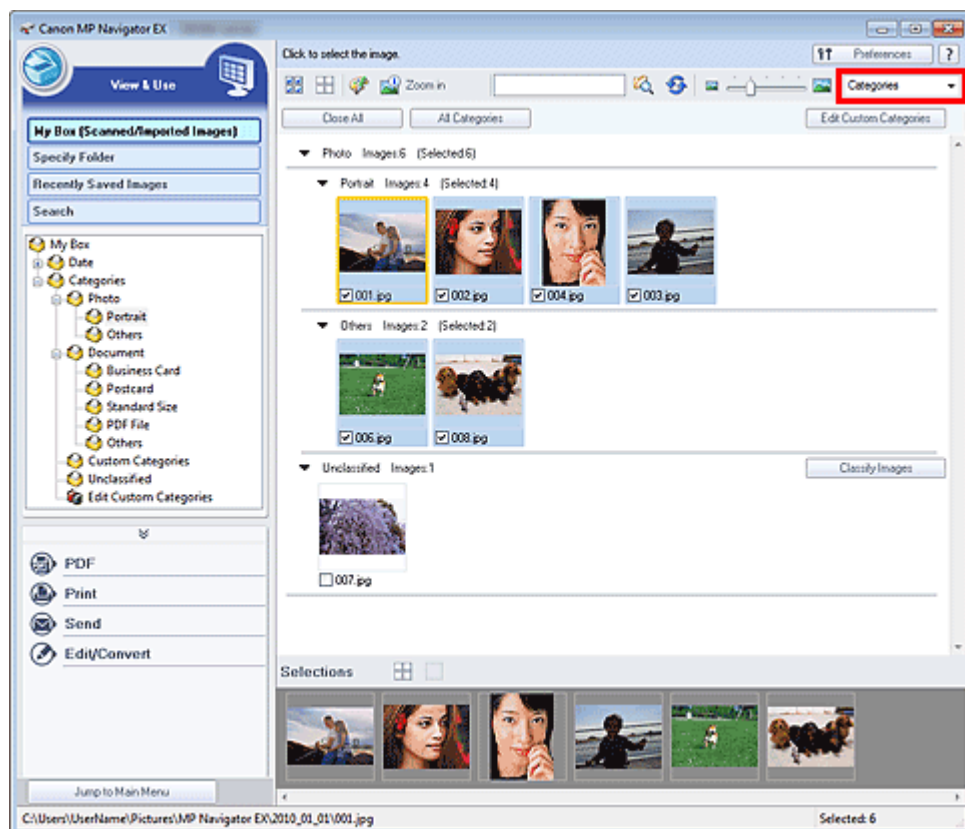 Canon MP Navigator EX
Click to select the image.
Preferences
?
View & Use
Zoom in
Categories
Close All
All Categories
Edit Custom Categories
My Box (Scanned/Imported Images)
Specify Folder
Recently Saved Images
Search
My Box
Date
Categories
Photo
Portrait
Others
Document
Business Card
Postcard
Standard Size
PDF File
Others
Custom Categories
Unclassified
Edit Custom Categories
PDF
Print
Send
Edit/Convert
Jump to Main Menu
Photo Images:6 (Selected:6)
Portrait Images:4 (Selected:4)
001.jpg
002.jpg
004.jpg
003.jpg
Others Images:2 (Selected:2)
006.jpg
008.jpg
Unclassified Images:1
Classify Images
007.jpg
Selections
C:\Users\UserName\Pictures\MP Navigator EX\2010_01_01\001.jpg
Selected: 6